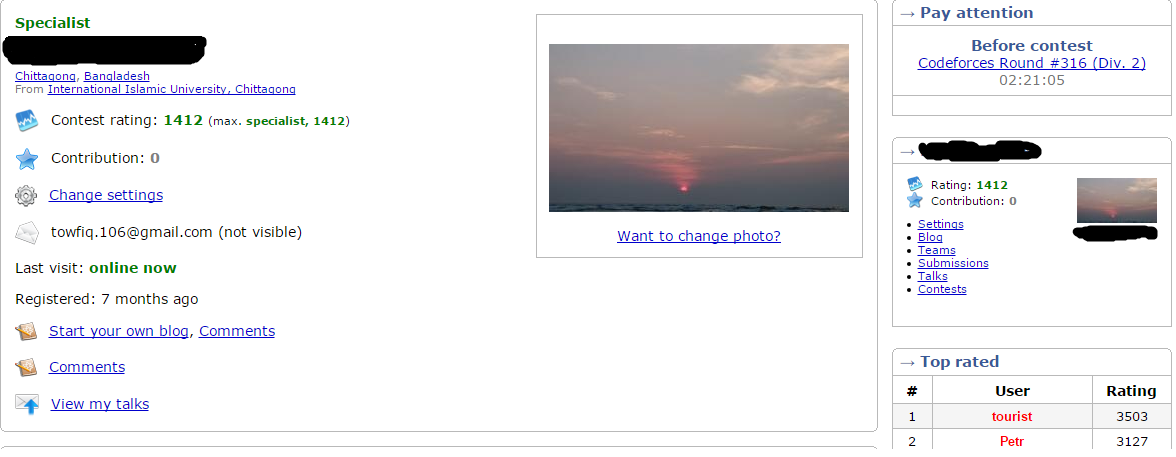 Specialist
Chittagong, Bangladesh
From International Islamic University, Chittagong
Contest rating: 1412 (max. specialist, 1412)
Contribution: 0
Change settings
towfiq.106@gmail.com (not visible)
Last visit: online now
Registered: 7 months ago
Start your own blog, Comments
Comments
View my talks
Want to change photo?
→ Pay attention
Before contest
Codeforces Round #316 (Div. 2)
02:21:05
→
Rating: 1412
Contribution: 0
Settings
Blog
Teams
Submissions
Talks
Contests
→ Top rated
# User Rating
1 tourist 3503
2 Petr 3127